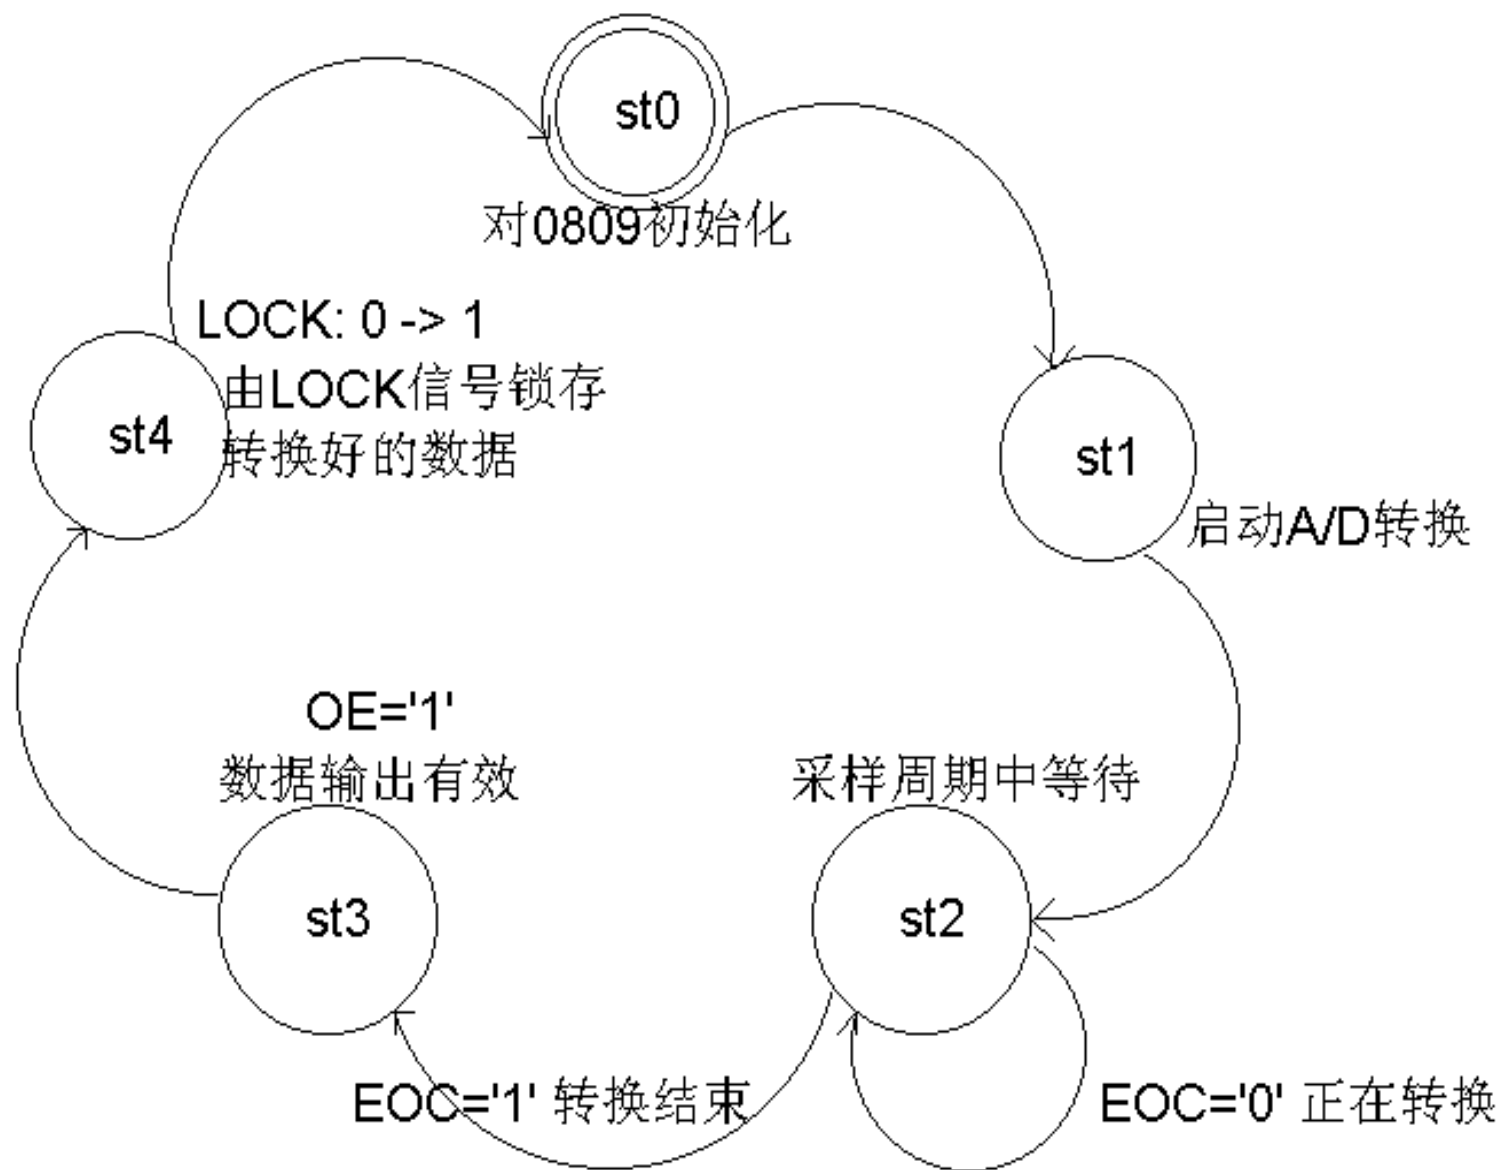 st0
对0809初始化
LOCK: 0 -> 1
由LOCK信号锁存
转换好的数据
st4
st1
启动A/D转换
OE='1'
数据输出有效
采样周期中等待
st3
st2
EOC='1' 转换结束
EOC='0' 正在转换